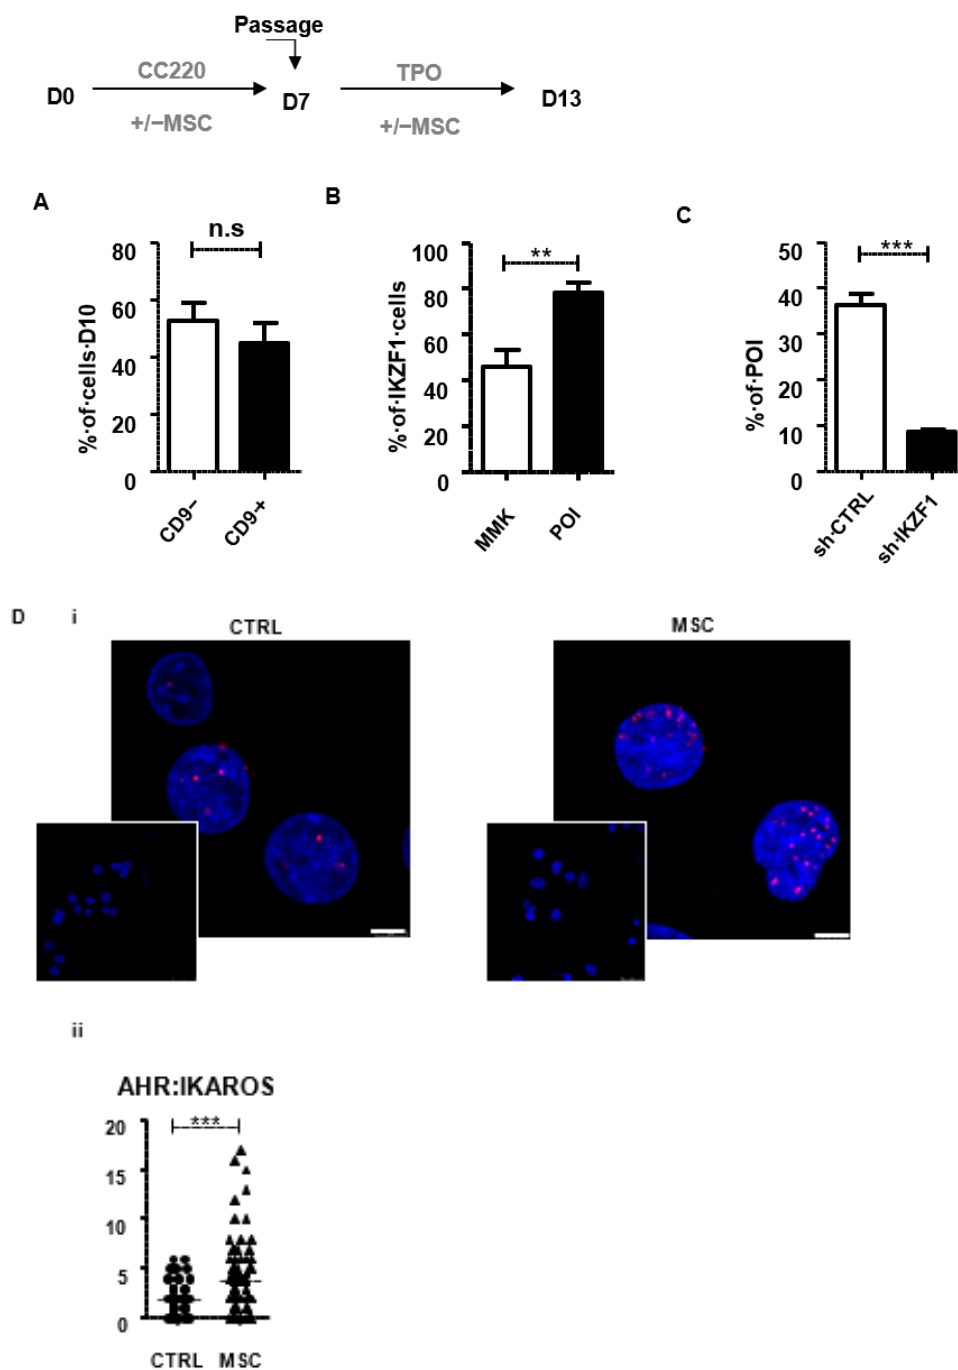 Passage
CC220
TPO
D0
D7
D13
+/−MSC
+/−MSC
A
B
C
n.s
**
***
80
60
40
20
0
%·of·cells·D10
CD9−
CD9+
100
80
60
40
20
0
%·of·IKZF1·cells
MMK
POI
50
40
30
20
10
0
%·of·POI
sh·CTRL
sh·IKZF1
D
i
CTRL
MSC
ii
AHR:IKAROS
***
20
15
10
5
0
CTRL
MSC